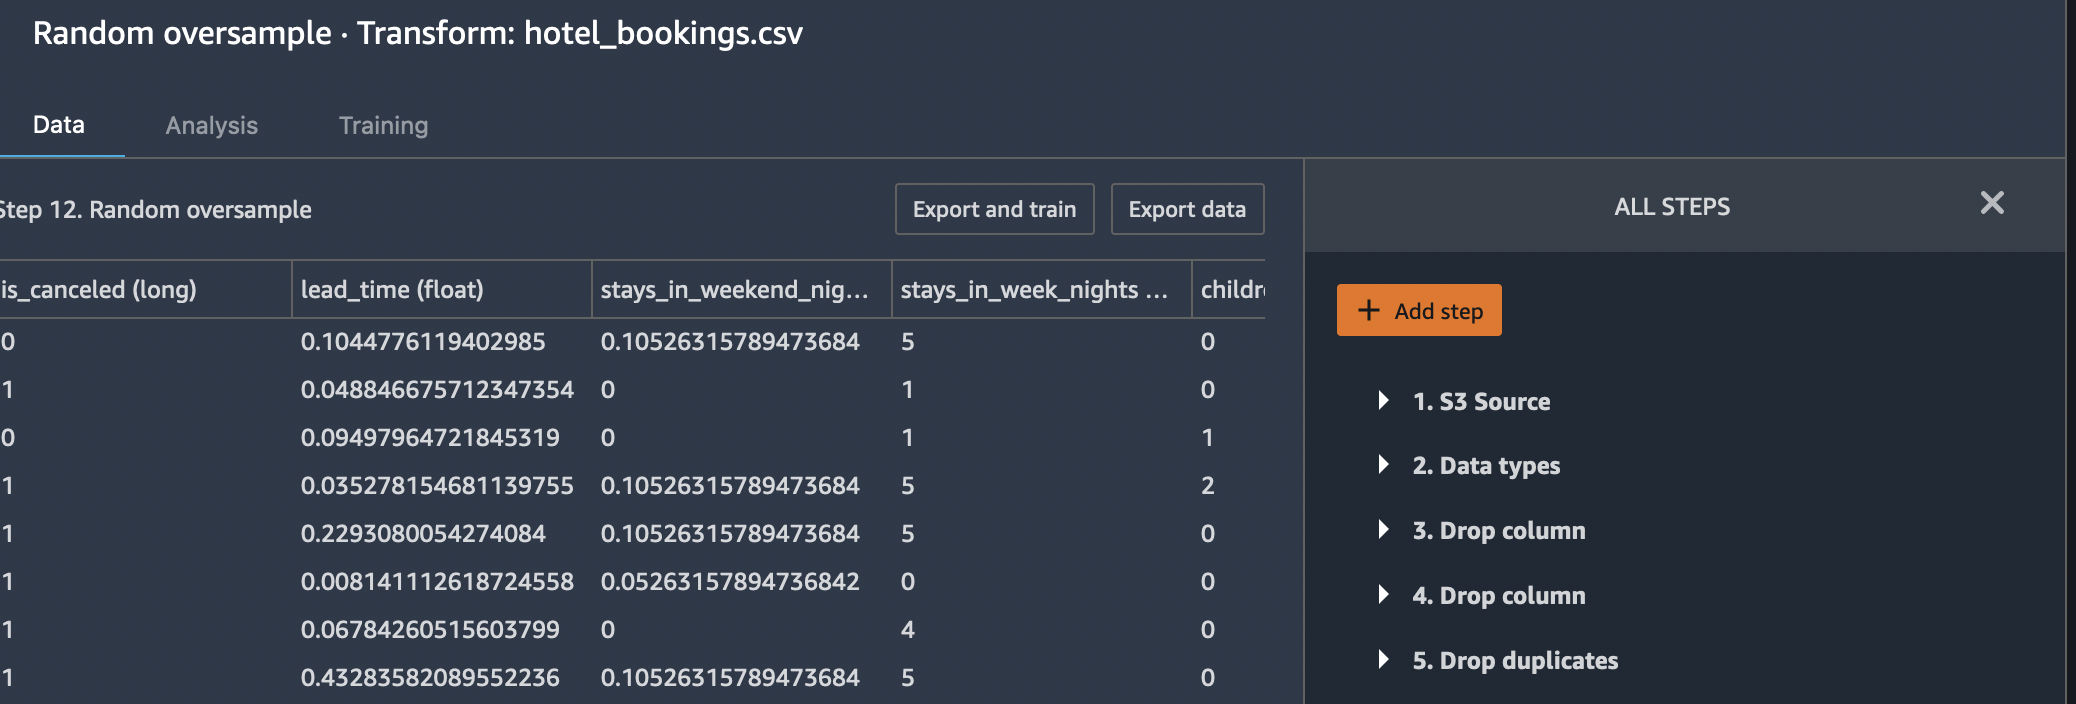 Random oversample · Transform: hotel_bookings.csv
Data Analysis Training
Step 12. Random oversample
Export and train
Export data
is_canceled (long) lead_time (float) stays_in_weekend_nig... stays_in_week_nights ... childre
0 0.1044776119402985 0.10526315789473684 5 0
1 0.048846675712347354 0 1 0
0 0.09497964721845319 0 1 1
1 0.035278154681139755 0.10526315789473684 5 2
1 0.2293080054274084 0.10526315789473684 5 0
1 0.008141112618724558 0.05263157894736842 0 0
1 0.06784260515603799 0 4 0
1 0.43283582089552236 0.10526315789473684 5 0
ALL STEPS
+ Add step
1. S3 Source
2. Data types
3. Drop column
4. Drop column
5. Drop duplicates